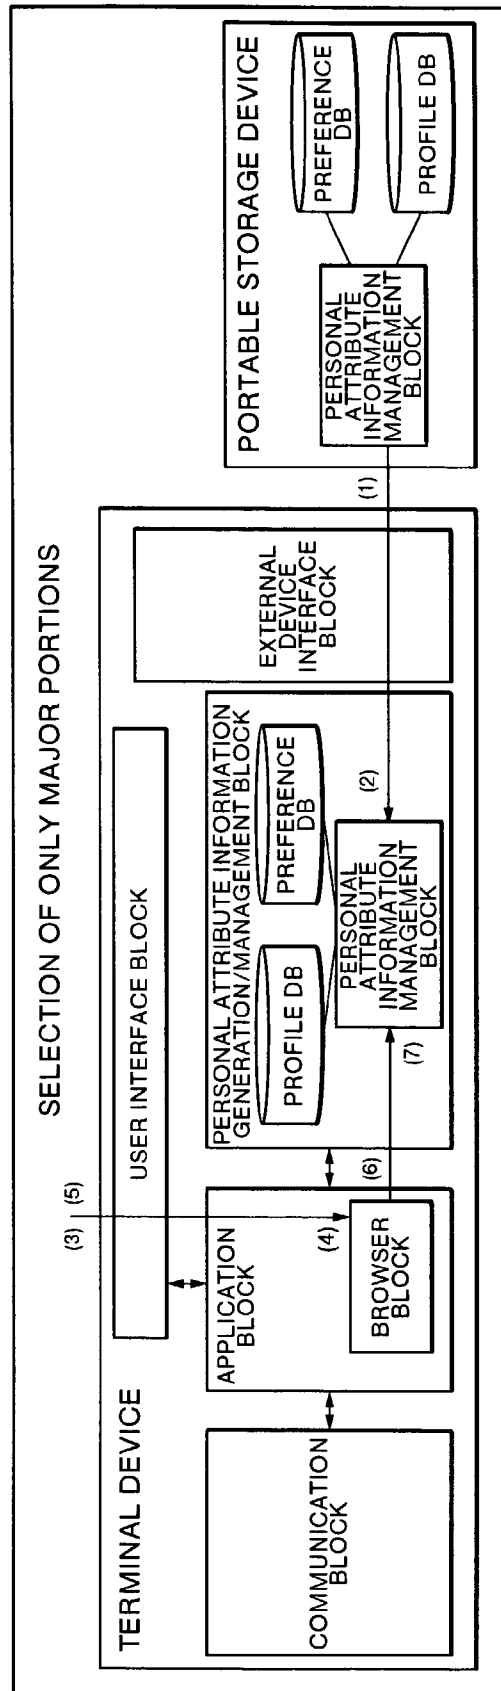 SELECTION OF ONLY MAJOR PORTIONS
TERMINAL DEVICE
(3)
(5)
USER INTERFACE BLOCK
COMMUNICATION
BLOCK
APPLICATION
BLOCK
(4)
BROWSER
BLOCK
(6)
PERSONAL ATTRIBUTE INFORMATION
GENERATION/MANAGEMENT BLOCK
PROFILE DB
PREFERENCE
DB
(7)
PERSONAL
ATTRIBUTE
INFORMATION
MANAGEMENT
BLOCK
(2)
EXTERNAL
DEVICE
INTERFACE
BLOCK
(1)
PORTABLE STORAGE DEVICE
PERSONAL
ATTRIBUTE
INFORMATION
MANAGEMENT
BLOCK
PREFERENCE
DB
PROFILE DB